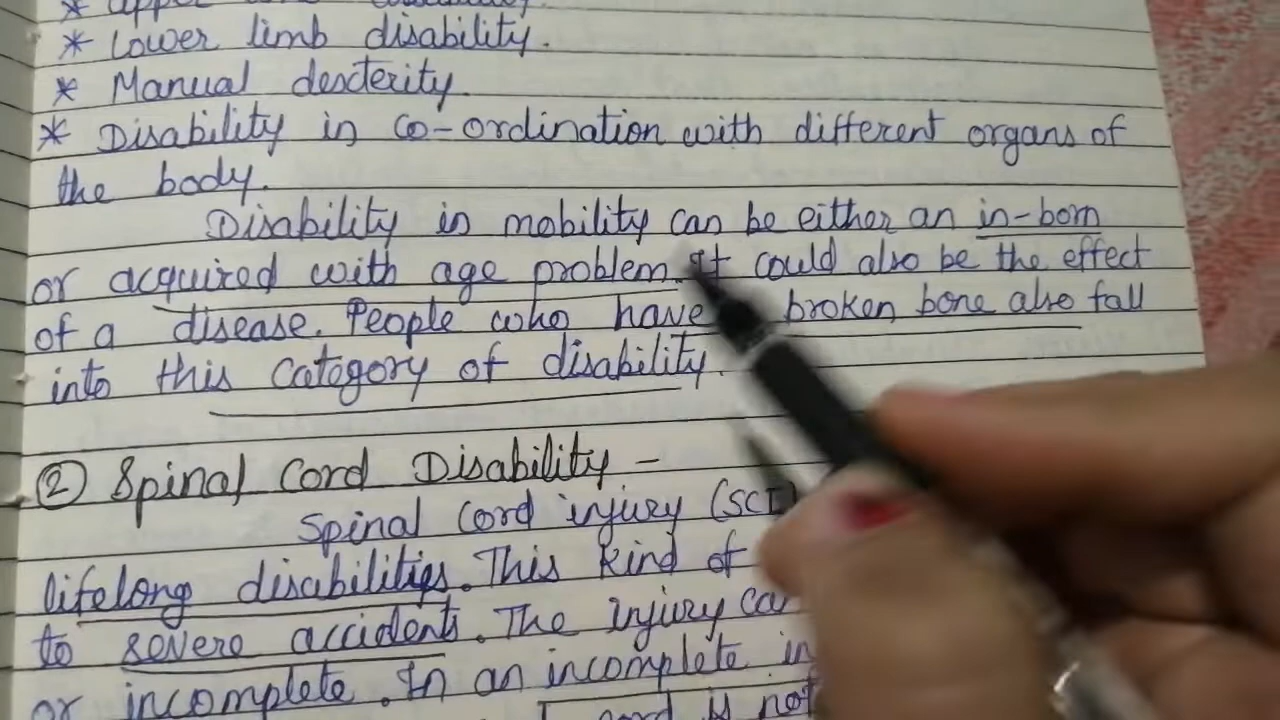 * Lower limb disability.
* Manual dexterity.
* Disability in co-ordination with different organs of
the body.
Disability in mobility can be either an in-born
or acquired with age problem. It could also be the effect
of a disease. People who have broken bone also fall
into this category of disability.
② Spinal Cord Disability -
Spinal Cord injury (SCI)
lifelong disabilities. This kind of
to severe accidents. The injury can
or incomplete. In an incomplete
is not